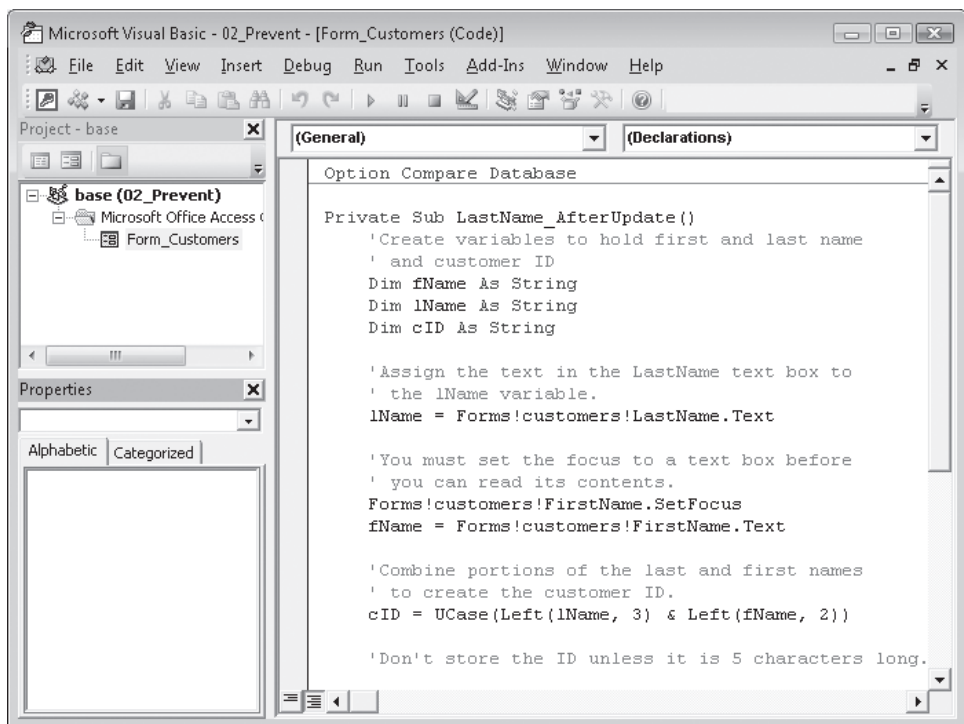 Microsoft Visual Basic - 02_Prevent - [Form_Customers (Code)]
File Edit View Insert Debug Run Tools Add-Ins Window Help
Project - base
(General) (Declarations)
base (02_Prevent)
Microsoft Office Access
Form_Customers
Properties
Alphabetic Categorized
Option Compare Database
Private Sub LastName_AfterUpdate()
'Create variables to hold first and last name
' and customer ID
Dim fName As String
Dim lName As String
Dim cID As String
'Assign the text in the LastName text box to
' the lName variable.
lName = Forms!customers!LastName.Text
'You must set the focus to a text box before
' you can read its contents.
Forms!customers!FirstName.SetFocus
fName = Forms!customers!FirstName.Text
'Combine portions of the last and first names
' to create the customer ID.
cID = UCase(Left(lName, 3) & Left(fName, 2))
'Don't store the ID unless it is 5 characters long.